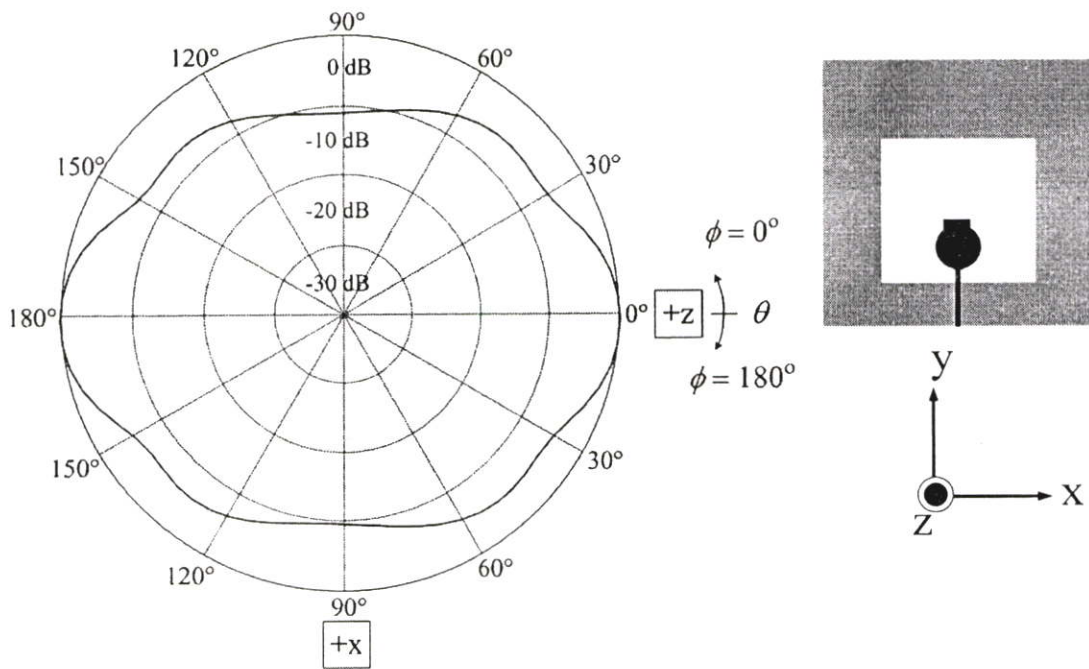 90°
120°
0 dB
60°
150°
-10 dB
30°
-20 dB
ϕ = 0°
-30 dB
180°
0°
+z
θ
ϕ = 180°
y
150°
30°
x
z
120°
60°
90°
+x